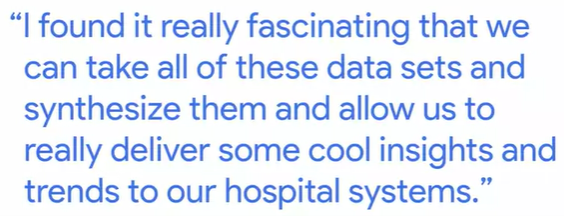 “I found it really fascinating that we
can take all of these data sets and
synthesize them and allow us to
really deliver some cool insights and
trends to our hospital systems.”